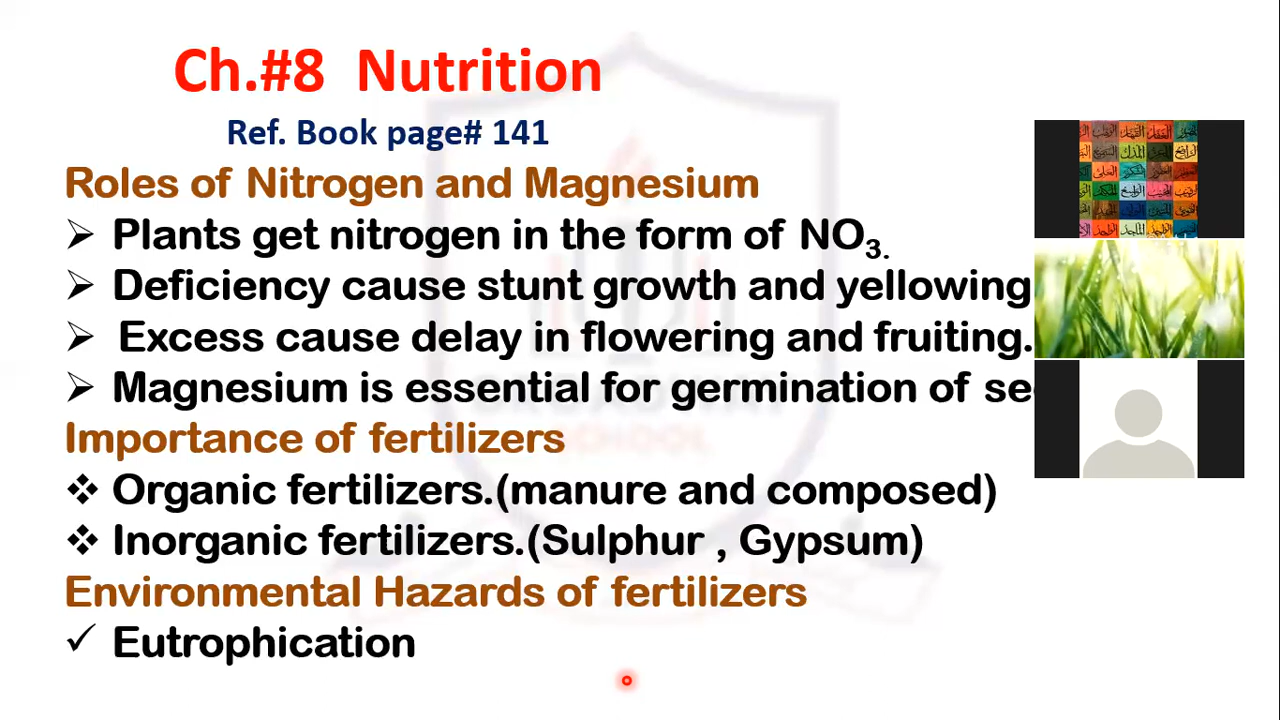 Ch.#8 Nutrition
Ref. Book page# 141
Roles of Nitrogen and Magnesium
➢ Plants get nitrogen in the form of NO₃.
➢ Deficiency cause stunt growth and yellowing
➢ Excess cause delay in flowering and fruiting.
➢ Magnesium is essential for germination of
Importance of fertilizers
❖ Organic fertilizers.(manure and composed)
❖ Inorganic fertilizers.(Sulphur , Gypsum)
Environmental Hazards of fertilizers
✓ Eutrophication
SCHOOL